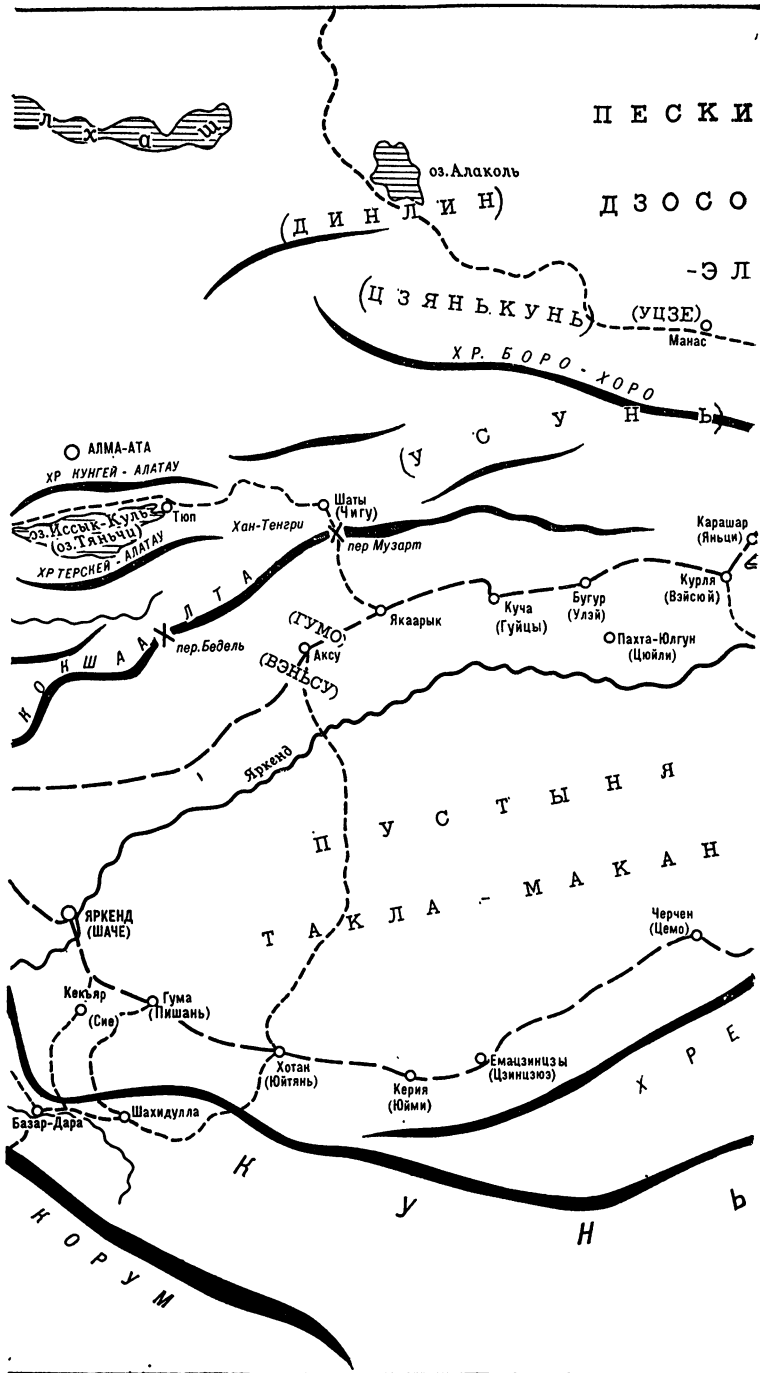 лхаш
ПЕСКИ
ДЗОСО
-ЭЛ
оз. Алаколь
(ДИНЛИН)
(ЦЗЯНЬКУНЬ)
(УЦЗЕ)
Манас
ХР. БОРО-ХОРО
(УСУНЬ)
АЛМА-АТА
ХР КУНГЕЙ-АЛАТАУ
оз. Иссык-Куль
(оз. Тяньчи)
Тюп
Шаты
(Чигу)
Хан-Тенгри
пер Музарт
ХР ТЕРСКЕЙ-АЛАТАУ
Карашар
(Яньци)
Курля
(Вэйсюй)
Бугур
(Улэй)
Куча
(Гуйцы)
Якаарык
Пахта-Юлгун
(Цюйли)
КОКШААЛТА
пер. Бедель
(ГУМО)
Аксу
(ВЭНЬСУ)
Яркенд
ПУСТЫНЯ
ТАКЛА-МАКАН
ЯРКЕНД
(ШАЧЕ)
Черчен
(Цемо)
Кекъяр
(Сие)
Гума
(Пишань)
Хотан
(Юйтянь)
Керия
(Юйми)
Емацзинцзы
(Цзинцзюз)
ХРЕ
Базар-Дара
Шахидулла
КУНЬ
КОРУМ